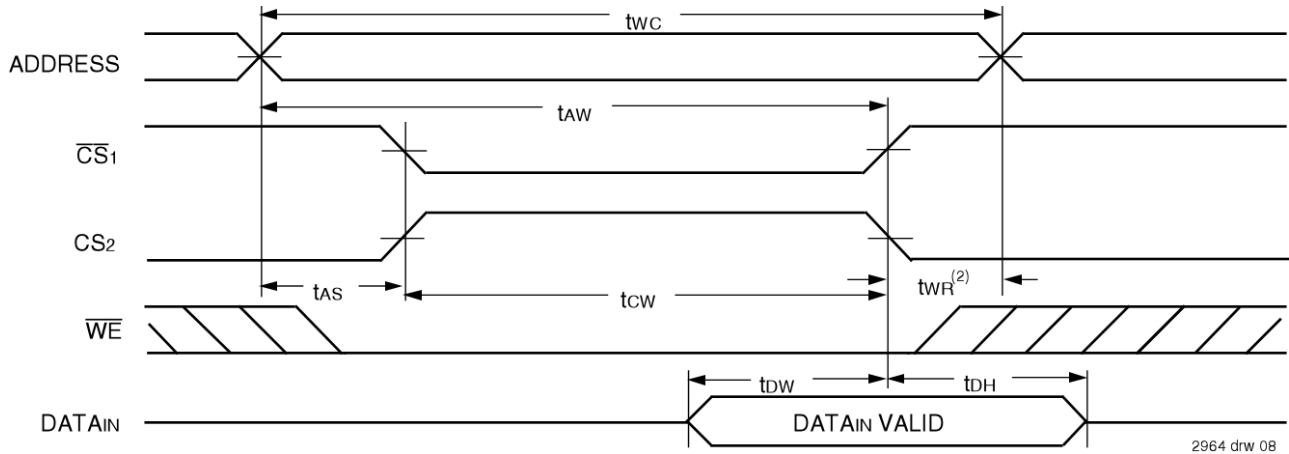 tWC
ADDRESS
tAW
CS1
CS2
tAS
tCW
tWR(2)
WE
tDW
tDH
DATAIN
DATAIN VALID
2964 drw 08